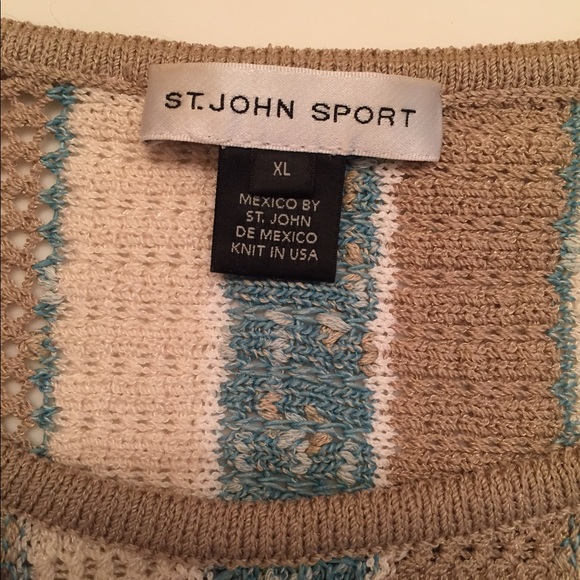 ST. JOHN SPORT
XL
MEXICO BY
ST. JOHN
DE MEXICO
KNIT IN USA